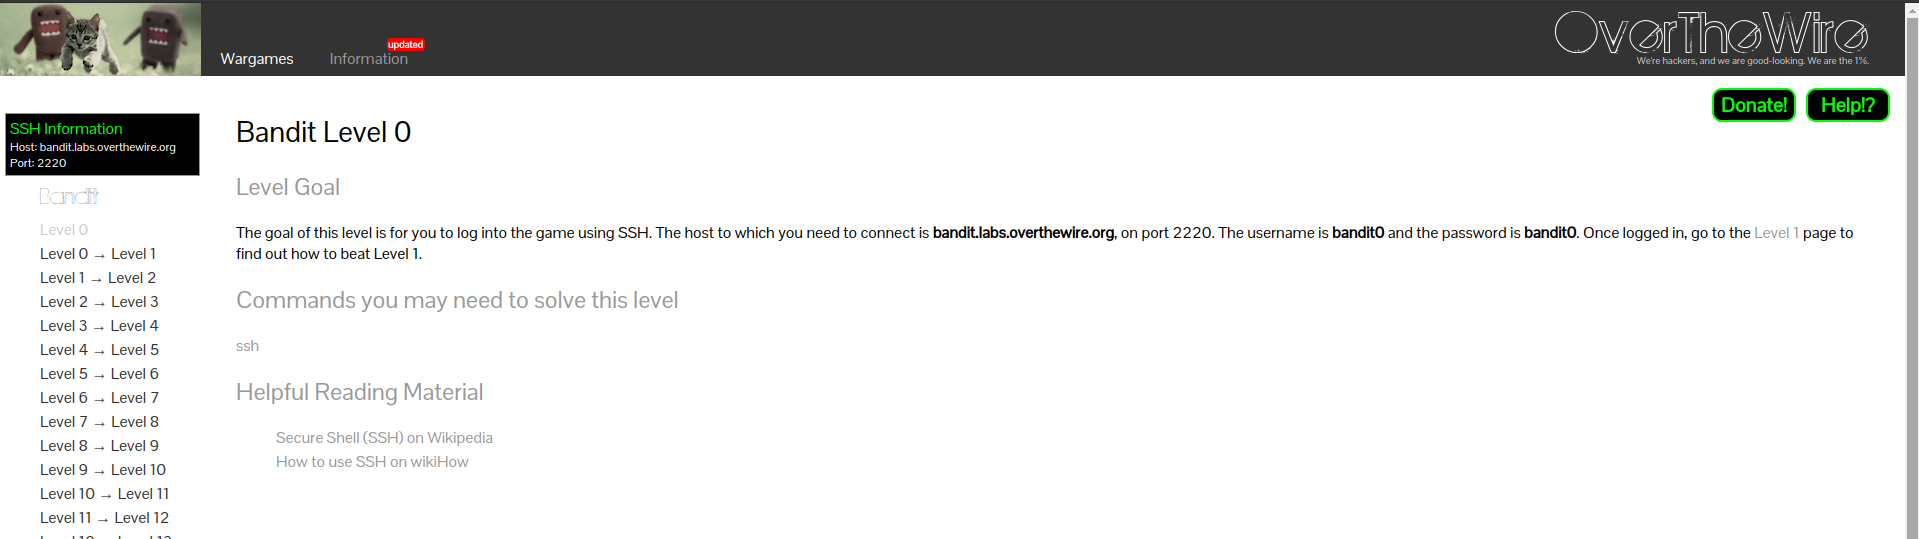 Wargames
Information
updated
OverTheWire
We're hackers, and we are good-looking. We are the 1%.
Donate!
Help!?
SSH Information
Host: bandit.labs.overthewire.org
Port: 2220
Bandit
Level 0
Level 0 → Level 1
Level 1 → Level 2
Level 2 → Level 3
Level 3 → Level 4
Level 4 → Level 5
Level 5 → Level 6
Level 6 → Level 7
Level 7 → Level 8
Level 8 → Level 9
Level 9 → Level 10
Level 10 → Level 11
Level 11 → Level 12
Bandit Level 0
Level Goal
The goal of this level is for you to log into the game using SSH. The host to which you need to connect is bandit.labs.overthewire.org, on port 2220. The username is bandit0 and the password is bandit0. Once logged in, go to the Level 1 page to
find out how to beat Level 1.
Commands you may need to solve this level
ssh
Helpful Reading Material
Secure Shell (SSH) on Wikipedia
How to use SSH on wikiHow